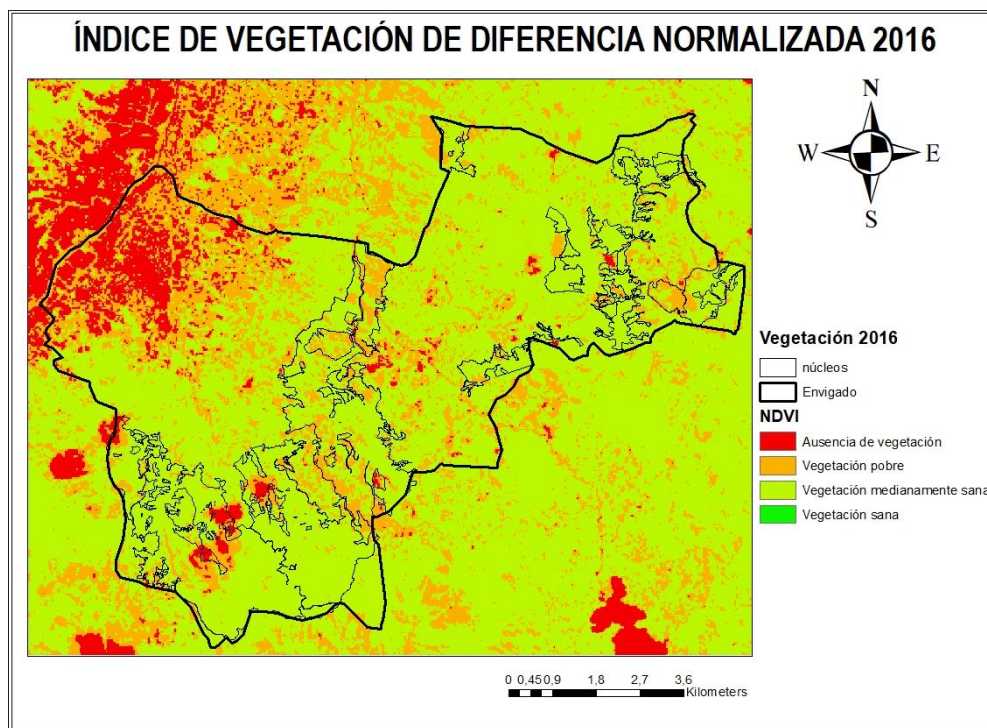 ÍNDICE DE VEGETACIÓN DE DIFERENCIA NORMALIZADA 2016
N
W E
S
Vegetación 2016
núcleos
Envigado
NDVI
Ausencia de vegetación
Vegetación pobre
Vegetación medianamente sana
Vegetación sana
0 0,45 0,9 1,8 2,7 3,6
Kilometers